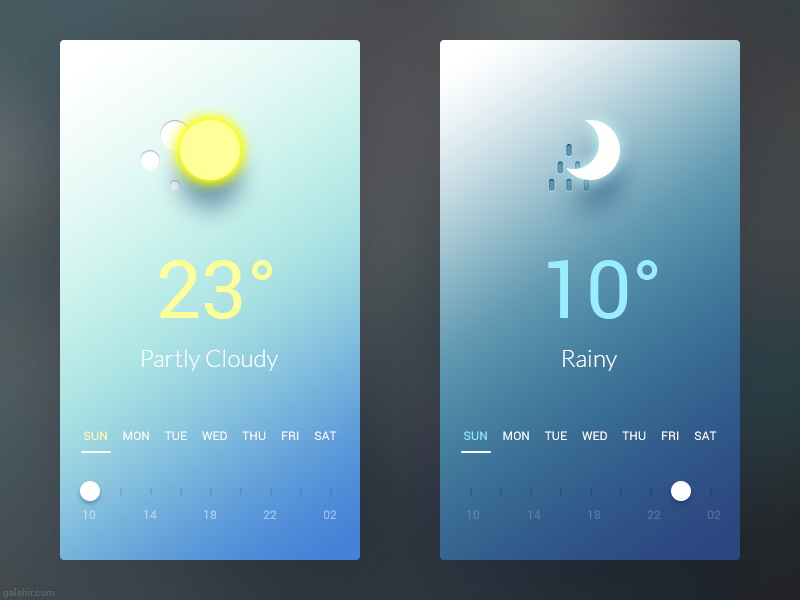 23°
Partly Cloudy
SUN MON TUE WED THU FRI SAT
10 14 18 22 02
10°
Rainy
SUN MON TUE WED THU FRI SAT
10 14 18 22 02
galshir.com